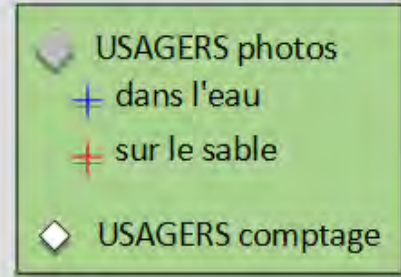 USAGERS photos
dans l'eau
sur le sable
USAGERS comptage